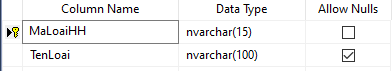 Column Name Data Type Allow Nulls
MaLoaiHH nvarchar(15)
TenLoai nvarchar(100)